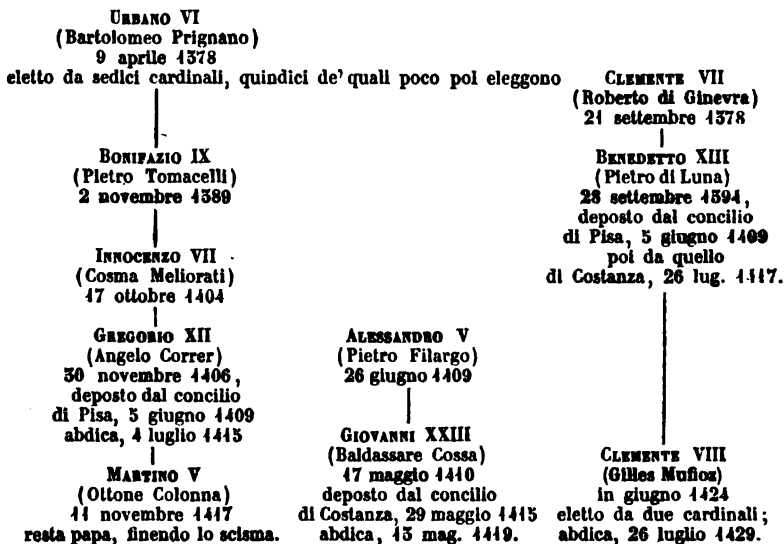 URBANO VI
(Bartolomeo Prignano)
9 aprile 1378
eletto da sedici cardinali, quindici de' quali poco poi eleggono
BONIFAZIO IX
(Pietro Tomacelli)
2 novembre 1389
INNOCENZO VII
(Cosma Meliorati)
17 ottobre 1404
GREGORIO XII
(Angelo Correr)
30 novembre 1406,
deposto dal concilio
di Pisa, 5 giugno 1409
abdica, 4 luglio 1415
MARTINO V
(Ottone Colonna)
11 novembre 1417
resta papa, finendo lo scisma.
ALESSANDRO V
(Pietro Filargo)
26 giugno 1409
GIOVANNI XXIII
(Baldassare Cossa)
17 maggio 1410
deposto dal concilio
di Costanza, 29 maggio 1415
abdica, 13 mag. 1419.
CLEMENTE VII
(Roberto di Ginevra)
21 settembre 1378
BENEDETTO XIII
(Pietro di Luna)
28 settembre 1394,
deposto dal concilio
di Pisa, 5 giugno 1409
poi da quello
di Costanza, 26 lug. 1417.
CLEMENTE VIII
(Gilles Muñoz)
in giugno 1424
eletto da due cardinali;
abdica, 26 luglio 1429.